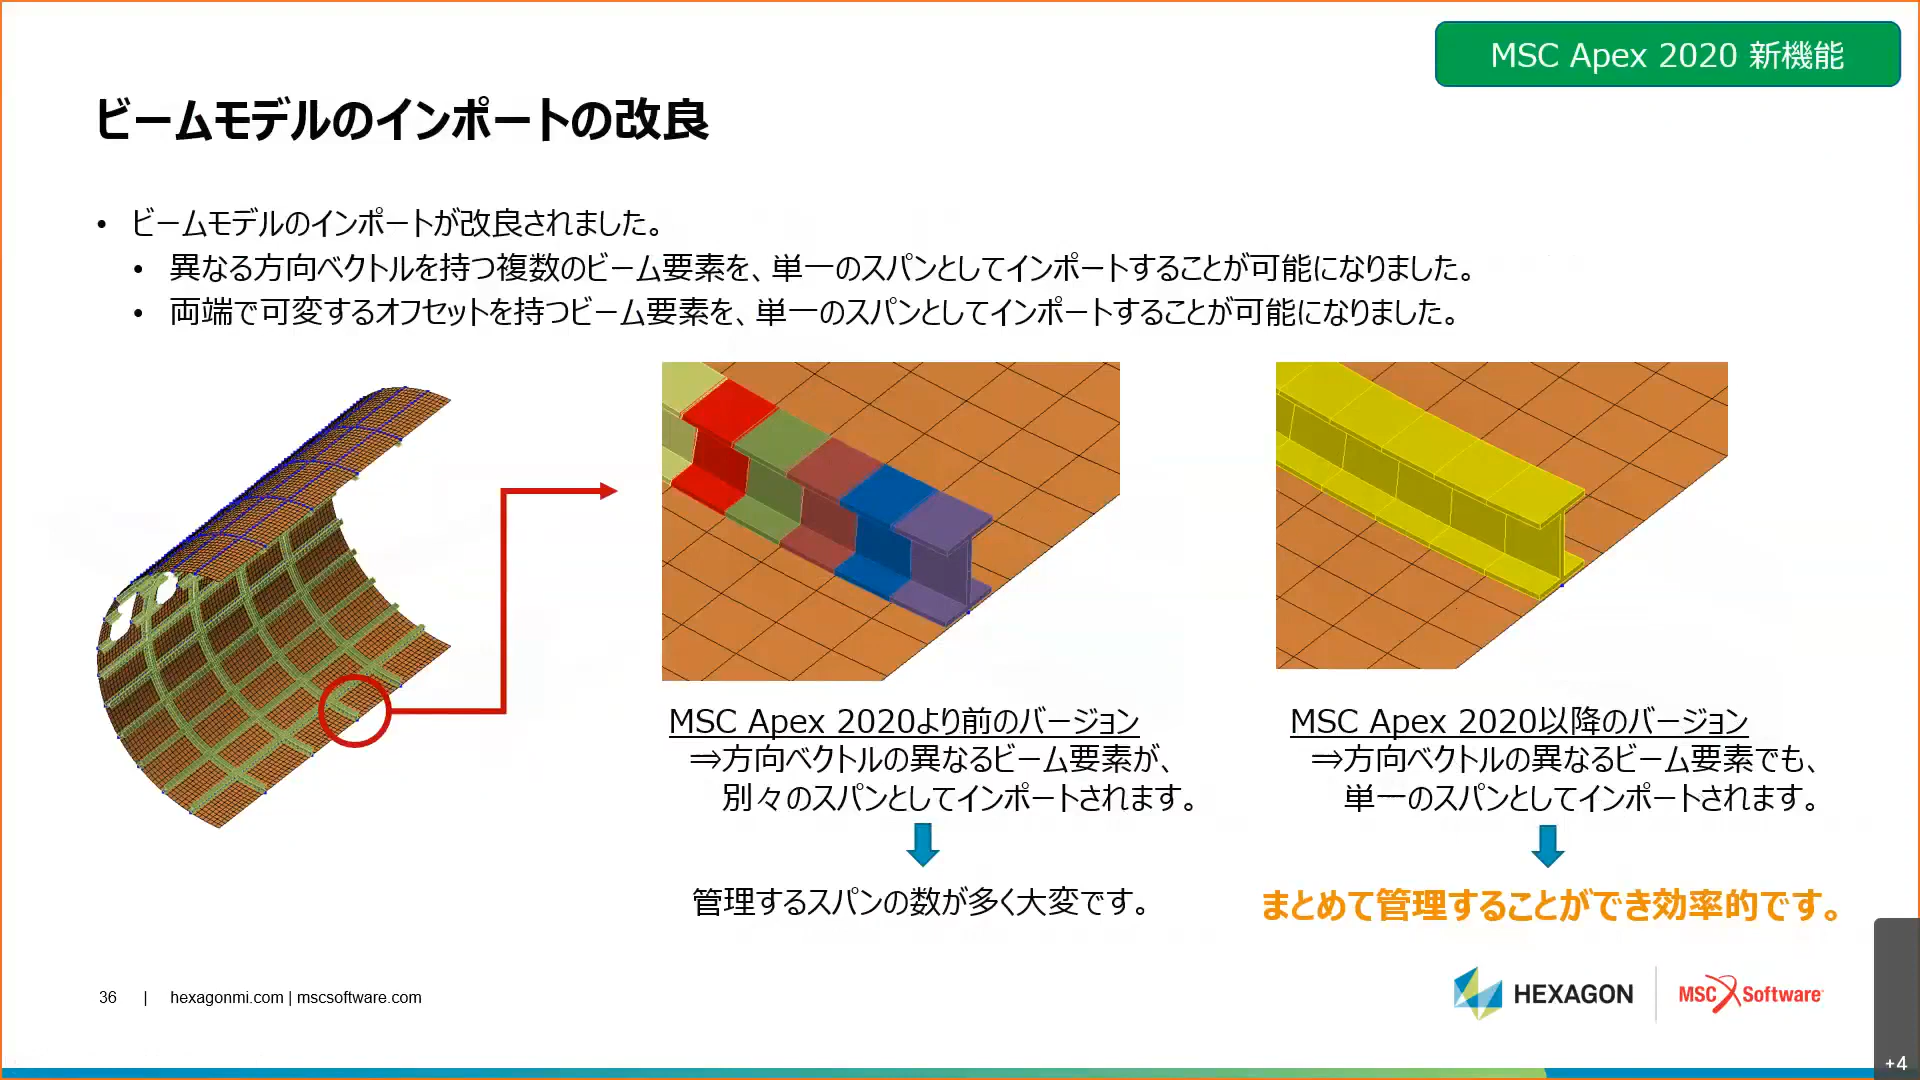 MSC Apex 2020 新機能
ビームモデルのインポートの改良
• ビームモデルのインポートが改良されました。
• 異なる方向ベクトルを持つ複数のビーム要素を、単一のスパンとしてインポートすることが可能になりました。
• 両端で可変するオフセットを持つビーム要素を、単一のスパンとしてインポートすることが可能になりました。
MSC Apex 2020より前のバージョン
⇒方向ベクトルの異なるビーム要素が、
別々のスパンとしてインポートされます。
管理するスパンの数が多く大変です。
MSC Apex 2020以降のバージョン
⇒方向ベクトルの異なるビーム要素でも、
単一のスパンとしてインポートされます。
まとめて管理することができ効率的です。
36 | hexagonmi.com | mscsoftware.com
HEXAGON
MSC Software
+4